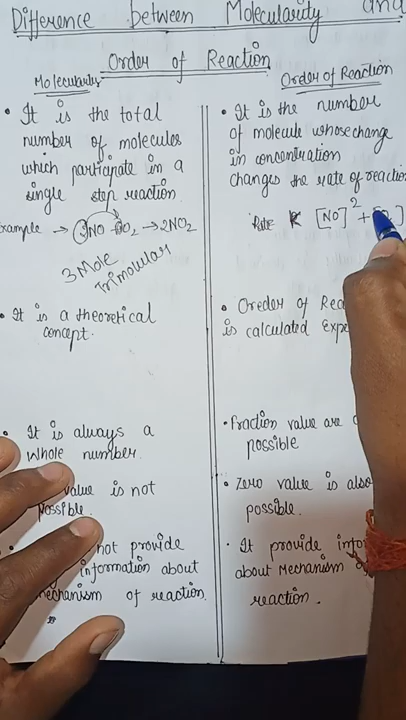 Difference between Molecularity and
Order of Reaction
Molecularity
• It is the total
number of molecules
which participate in a
single step reaction.
Example → 2NO + O₂ → 2NO₂
3 Mole
Trimolular
• It is a theoretical
concept.
• It is always a
whole number.
value is not
possible.
not provide
information about
mechanism of reaction.
Order of Reaction
• It is the number
of molecule whose change
in concentration
changes the rate of reaction
Rate K [NO]² +
• Oreder of
is calculated
• Fraction value are
possible
• Zero value is also
possible.
• It provide
about Mechanism
reaction.